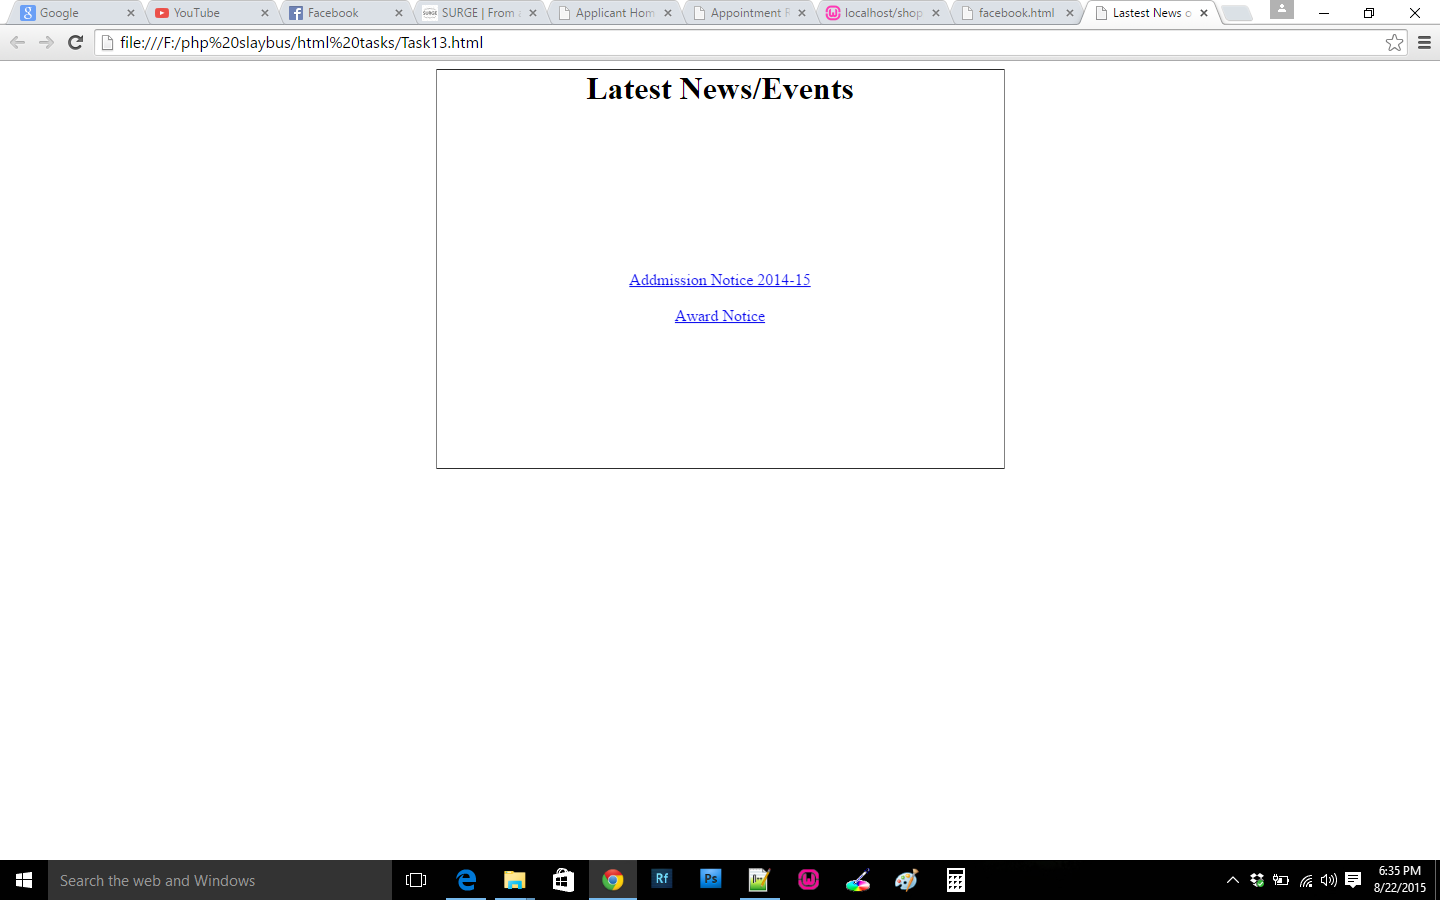 Google
YouTube
Facebook
SURGE | From a
Applicant Hom
Appointment R
localhost/shop
facebook.html
Lastest News o
file:///F:/php%20slaybus/html%20tasks/Task13.html
Latest News/Events
Addmission Notice 2014-15
Award Notice
Search the web and Windows
Rf
Ps
6:35 PM
8/22/2015